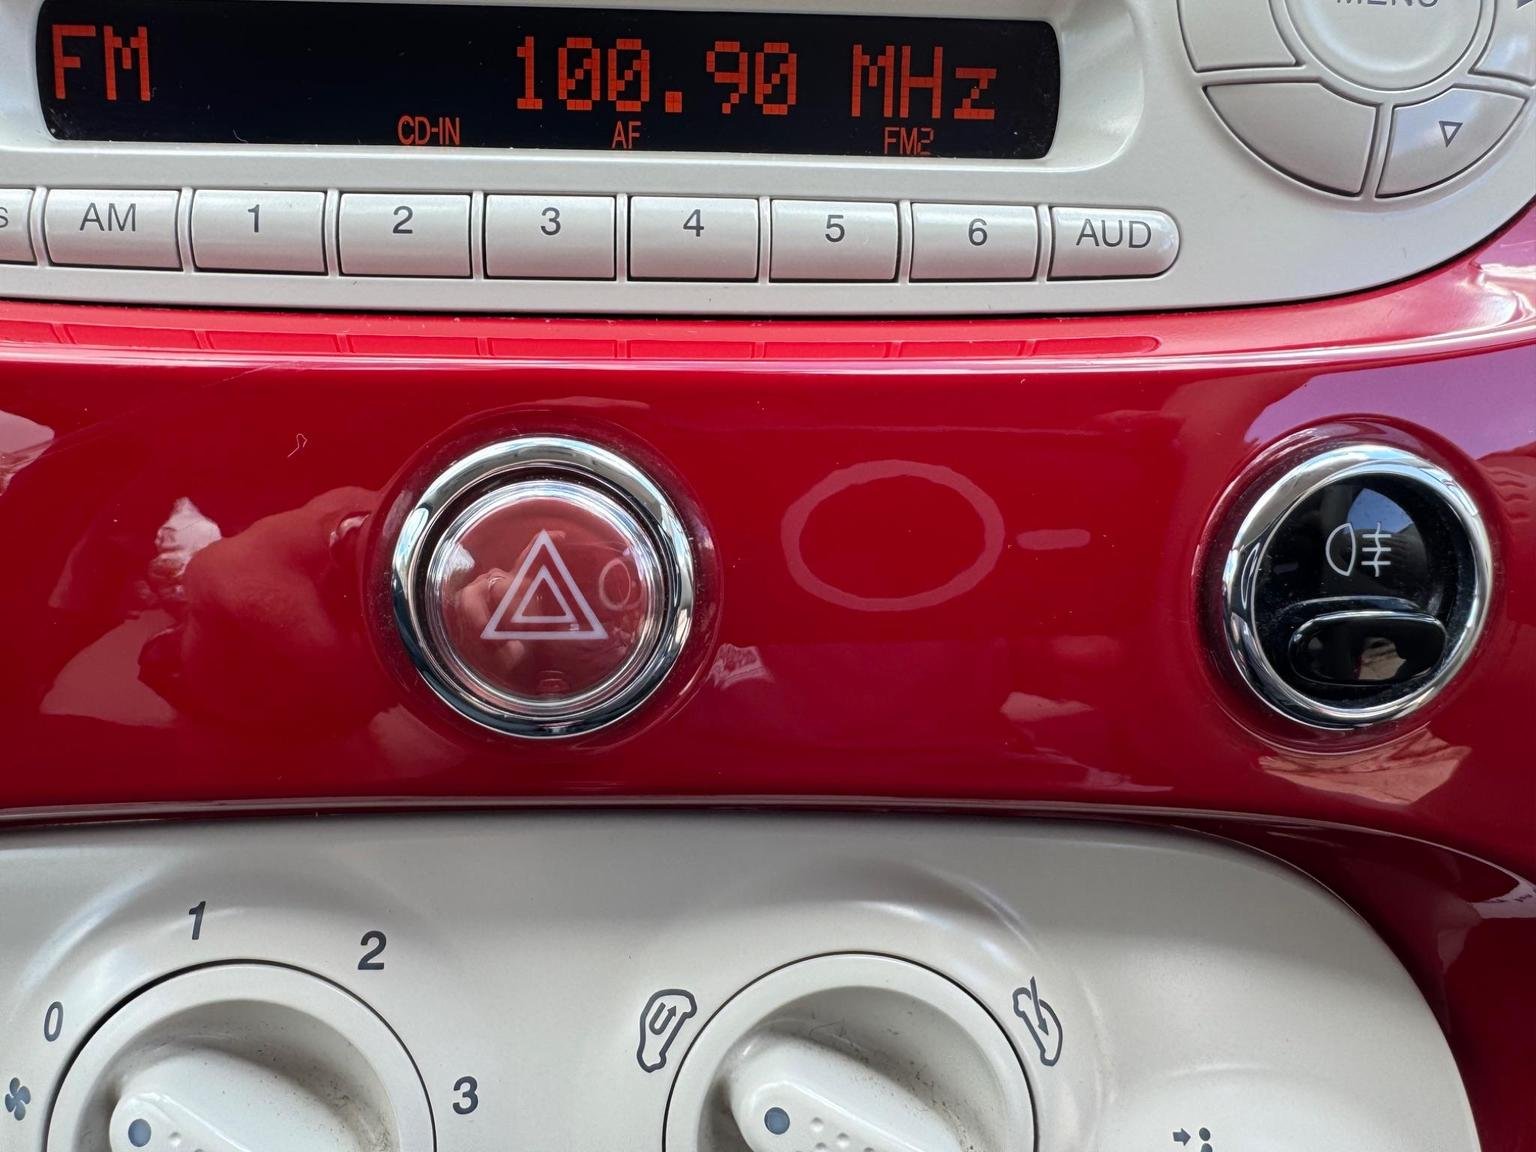 MENU
FM 100.90 MHz
CD-IN AF FM2
AM 1 2 3 4 5 6 AUD
1
2
0
3